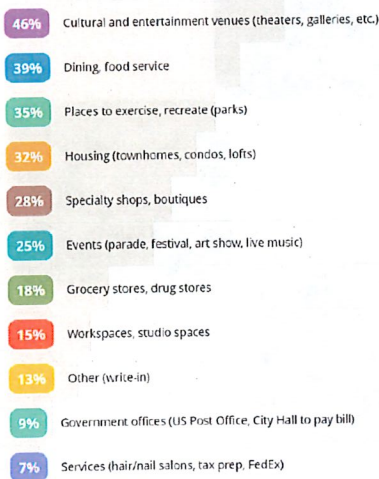 46% Cultural and entertainment venues (theaters, galleries, etc.)
39% Dining, food service
35% Places to exercise, recreate (parks)
32% Housing (townhomes, condos, lofts)
28% Specialty shops, boutiques
25% Events (parade, festival, art show, live music)
18% Grocery stores, drug stores
15% Workspaces, studio spaces
13% Other (write-in)
9% Government offices (US Post Office, City Hall to pay bill)
7% Services (hair/nail salons, tax prep, FedEx)